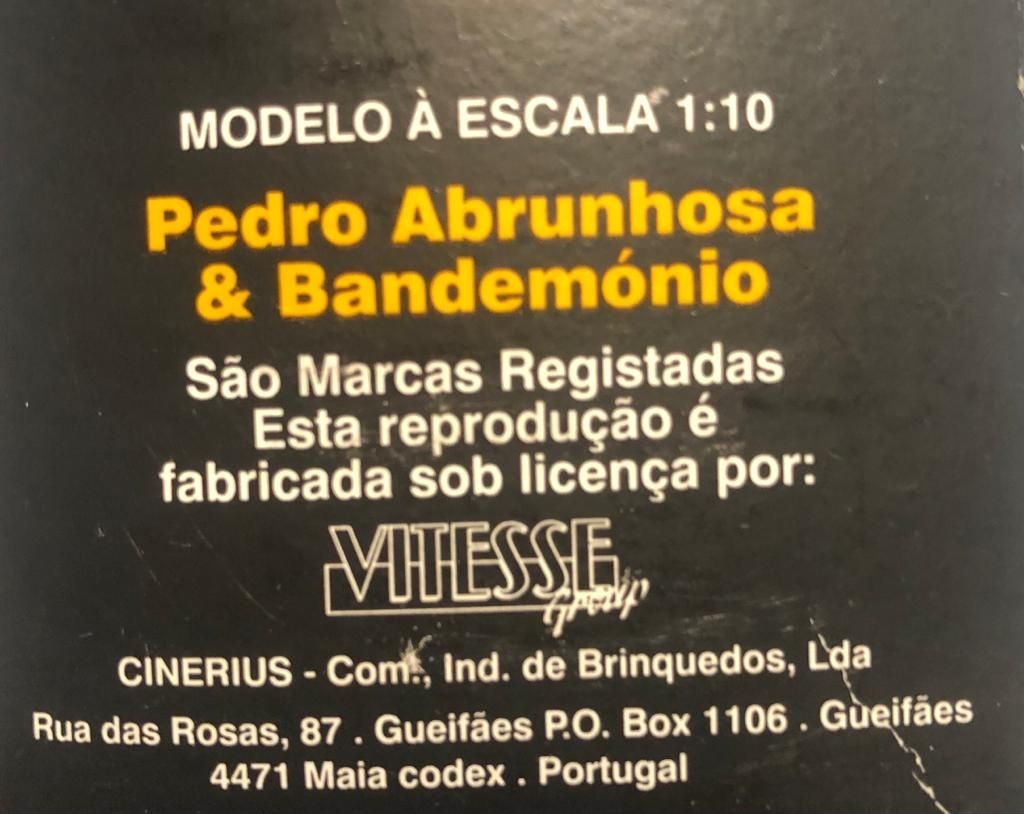 MODELO À ESCALA 1:10
Pedro Abrunhosa
& Bandemónio
São Marcas Registadas
Esta reprodução é
fabricada sob licença por:
VITESSE
Group
CINERIUS - Com., Ind. de Brinquedos, Lda
Rua das Rosas, 87 . Gueifães P.O. Box 1106 . Gueifães
4471 Maia codex . Portugal